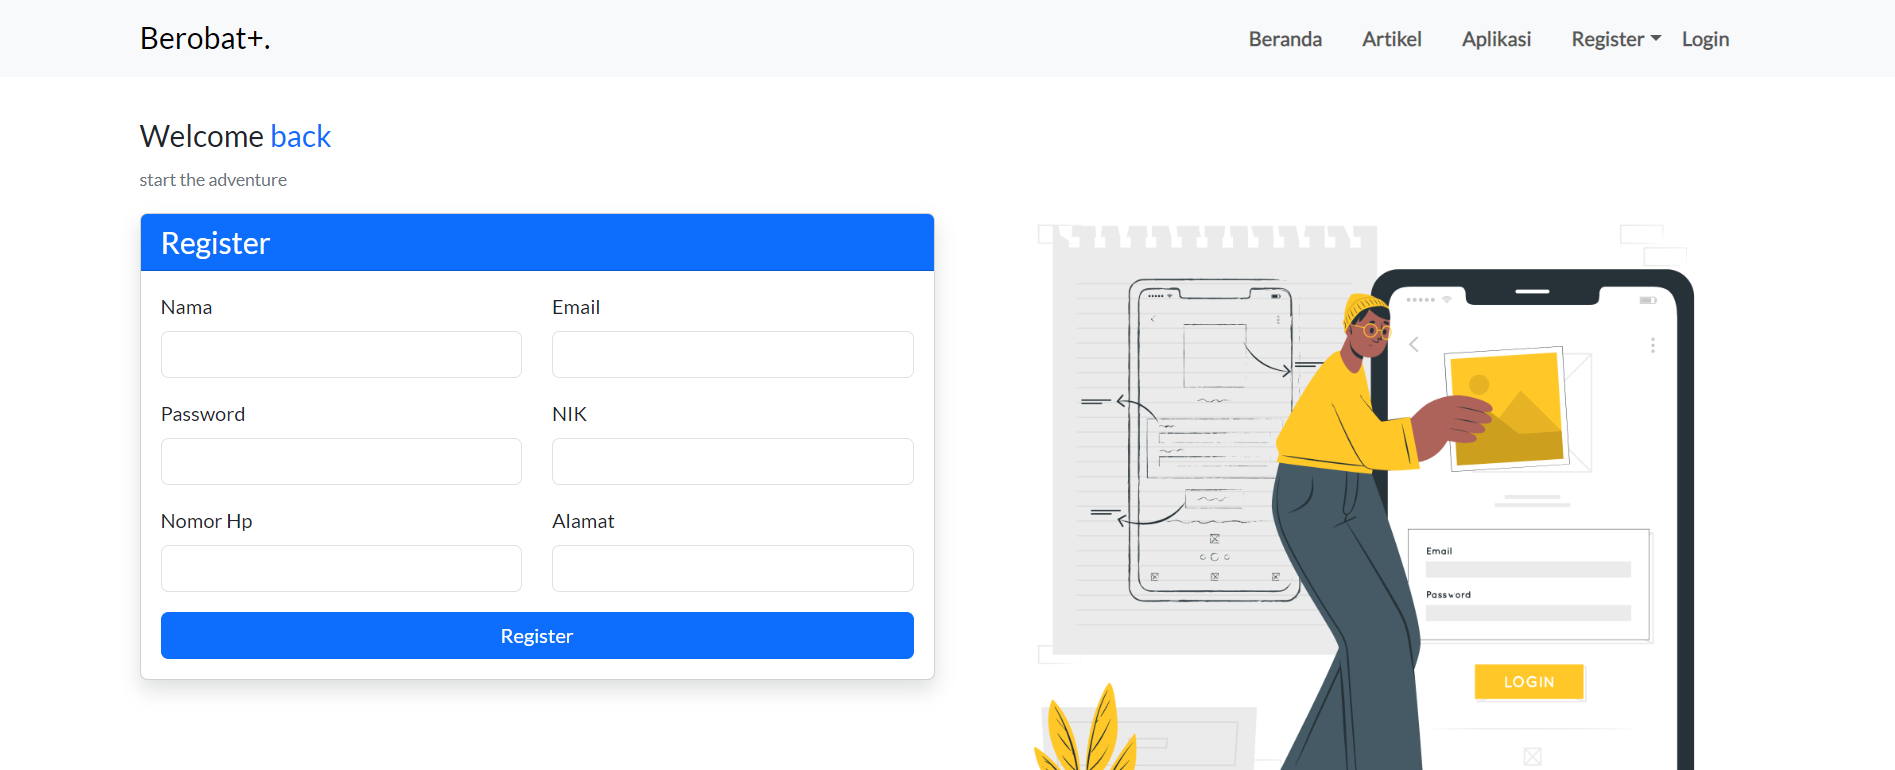 Berobat+.
Beranda Artikel Aplikasi Register Login
Welcome back
start the adventure
Register
Nama Email
Password NIK
Nomor Hp Alamat
Register
Email
Password
LOGIN